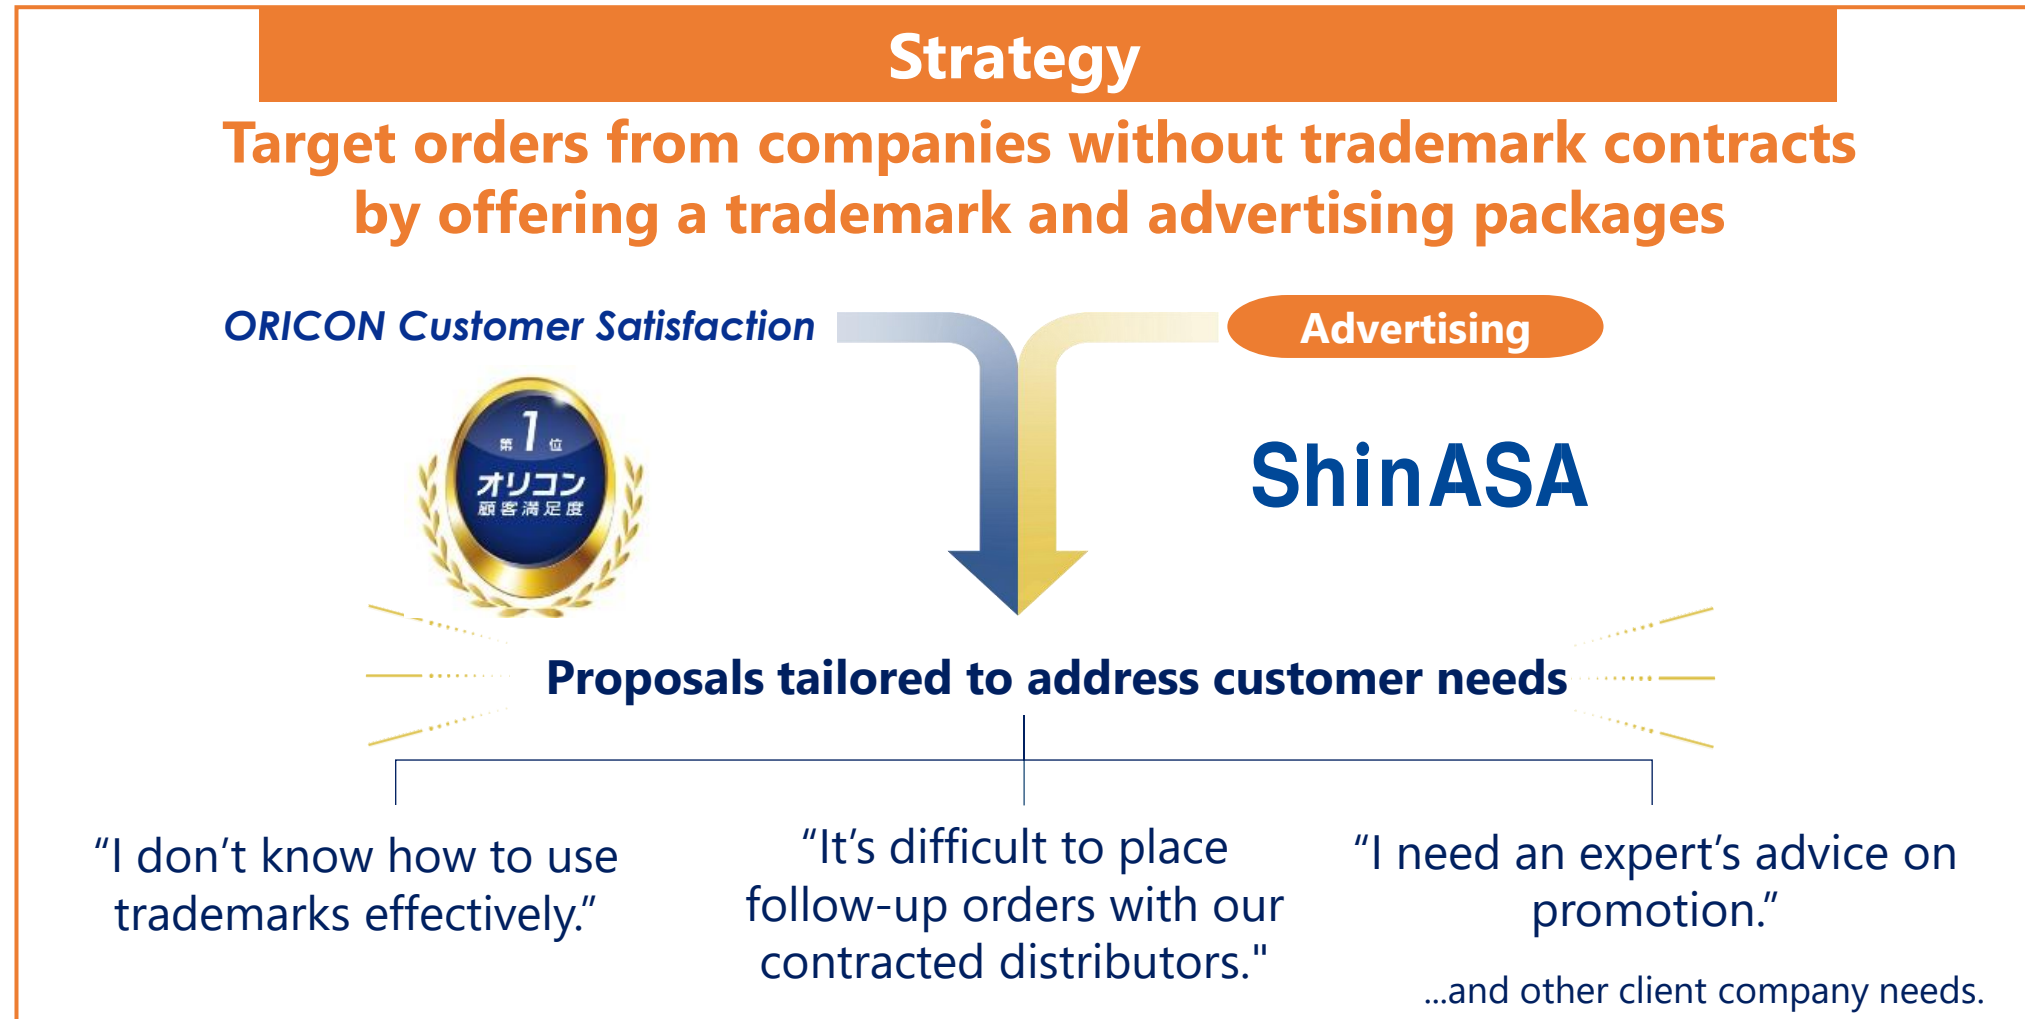 Strategy
Target orders from companies without trademark contracts
by offering a trademark and advertising packages
ORICON Customer Satisfaction
Advertising
第1位
オリコン
顧客満足度
ShinASA
Proposals tailored to address customer needs
“I don’t know how to use
trademarks effectively.”
“It’s difficult to place
follow-up orders with our
contracted distributors."
“I need an expert’s advice on
promotion.”
...and other client company needs.